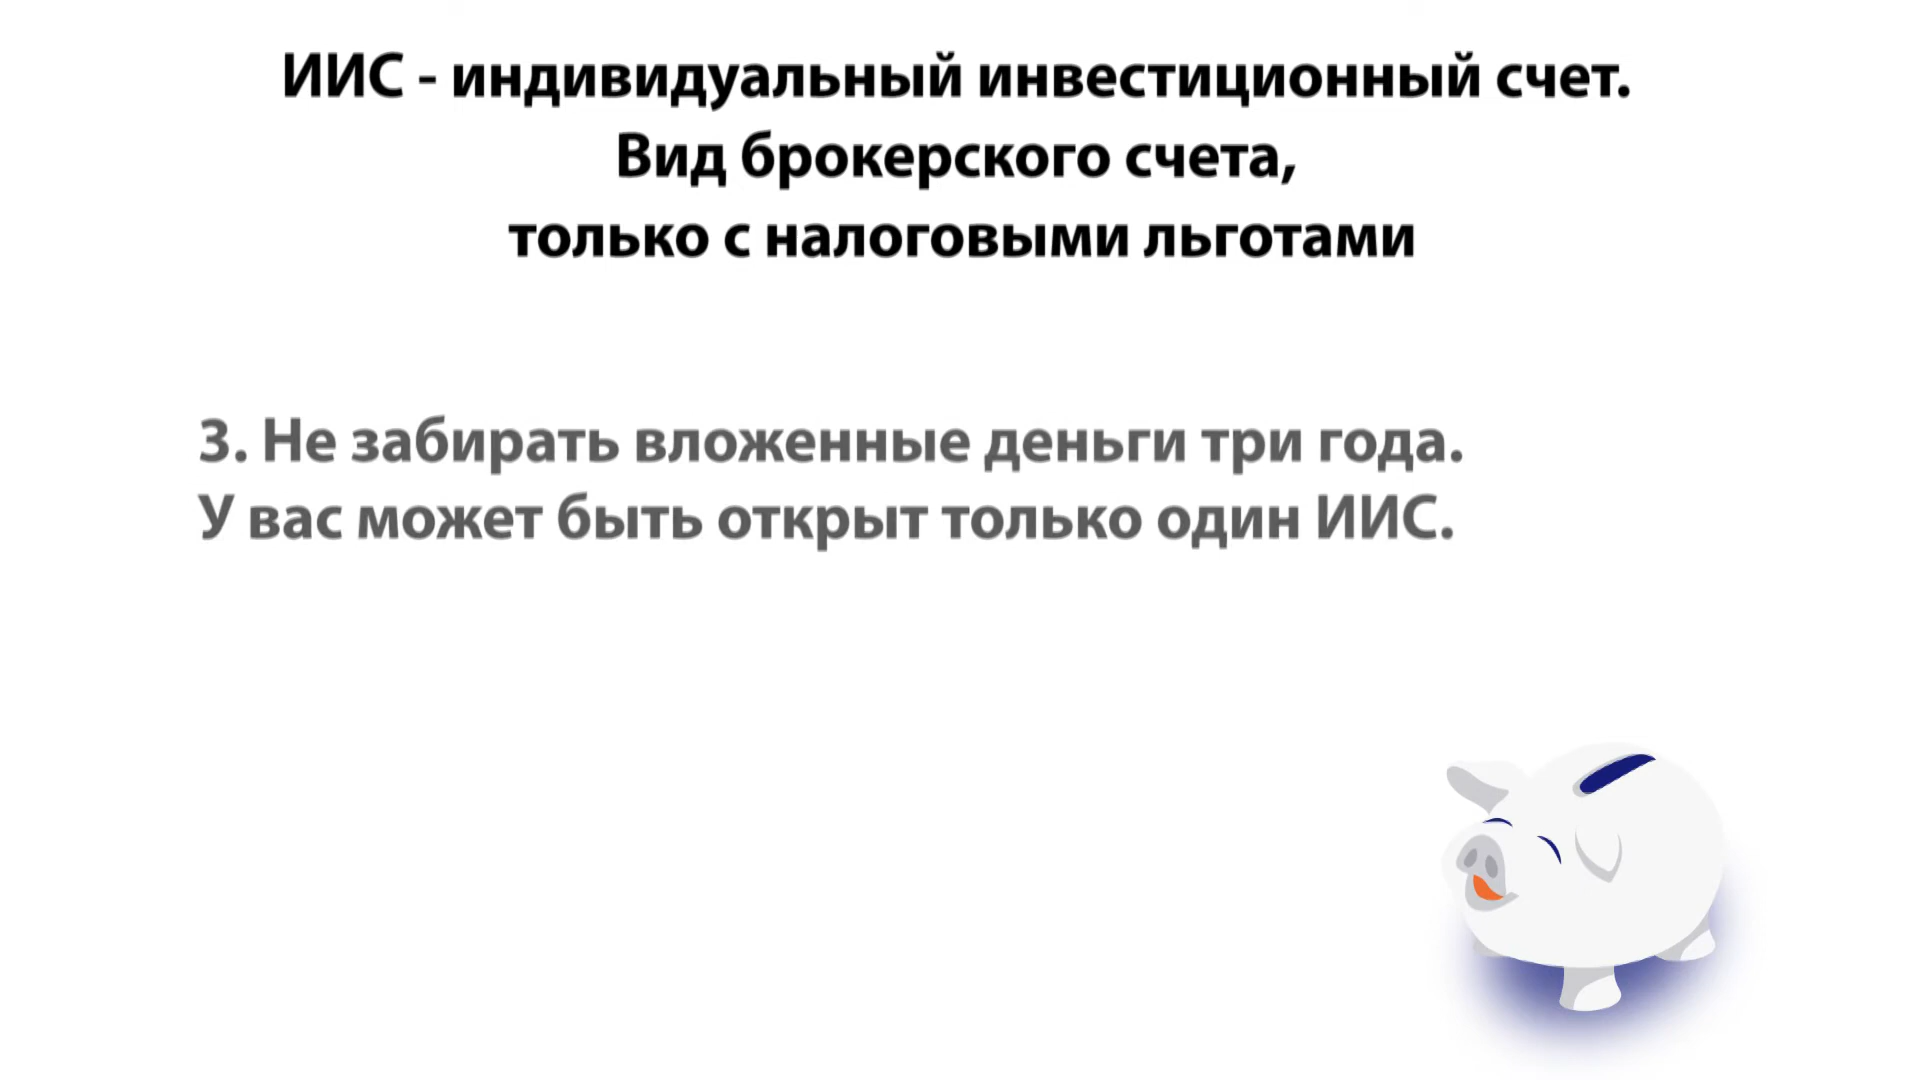 ИИС - индивидуальный инвестиционный счет.
Вид брокерского счета,
только с налоговыми льготами
3. Не забирать вложенные деньги три года.
У вас может быть открыт только один ИИС.